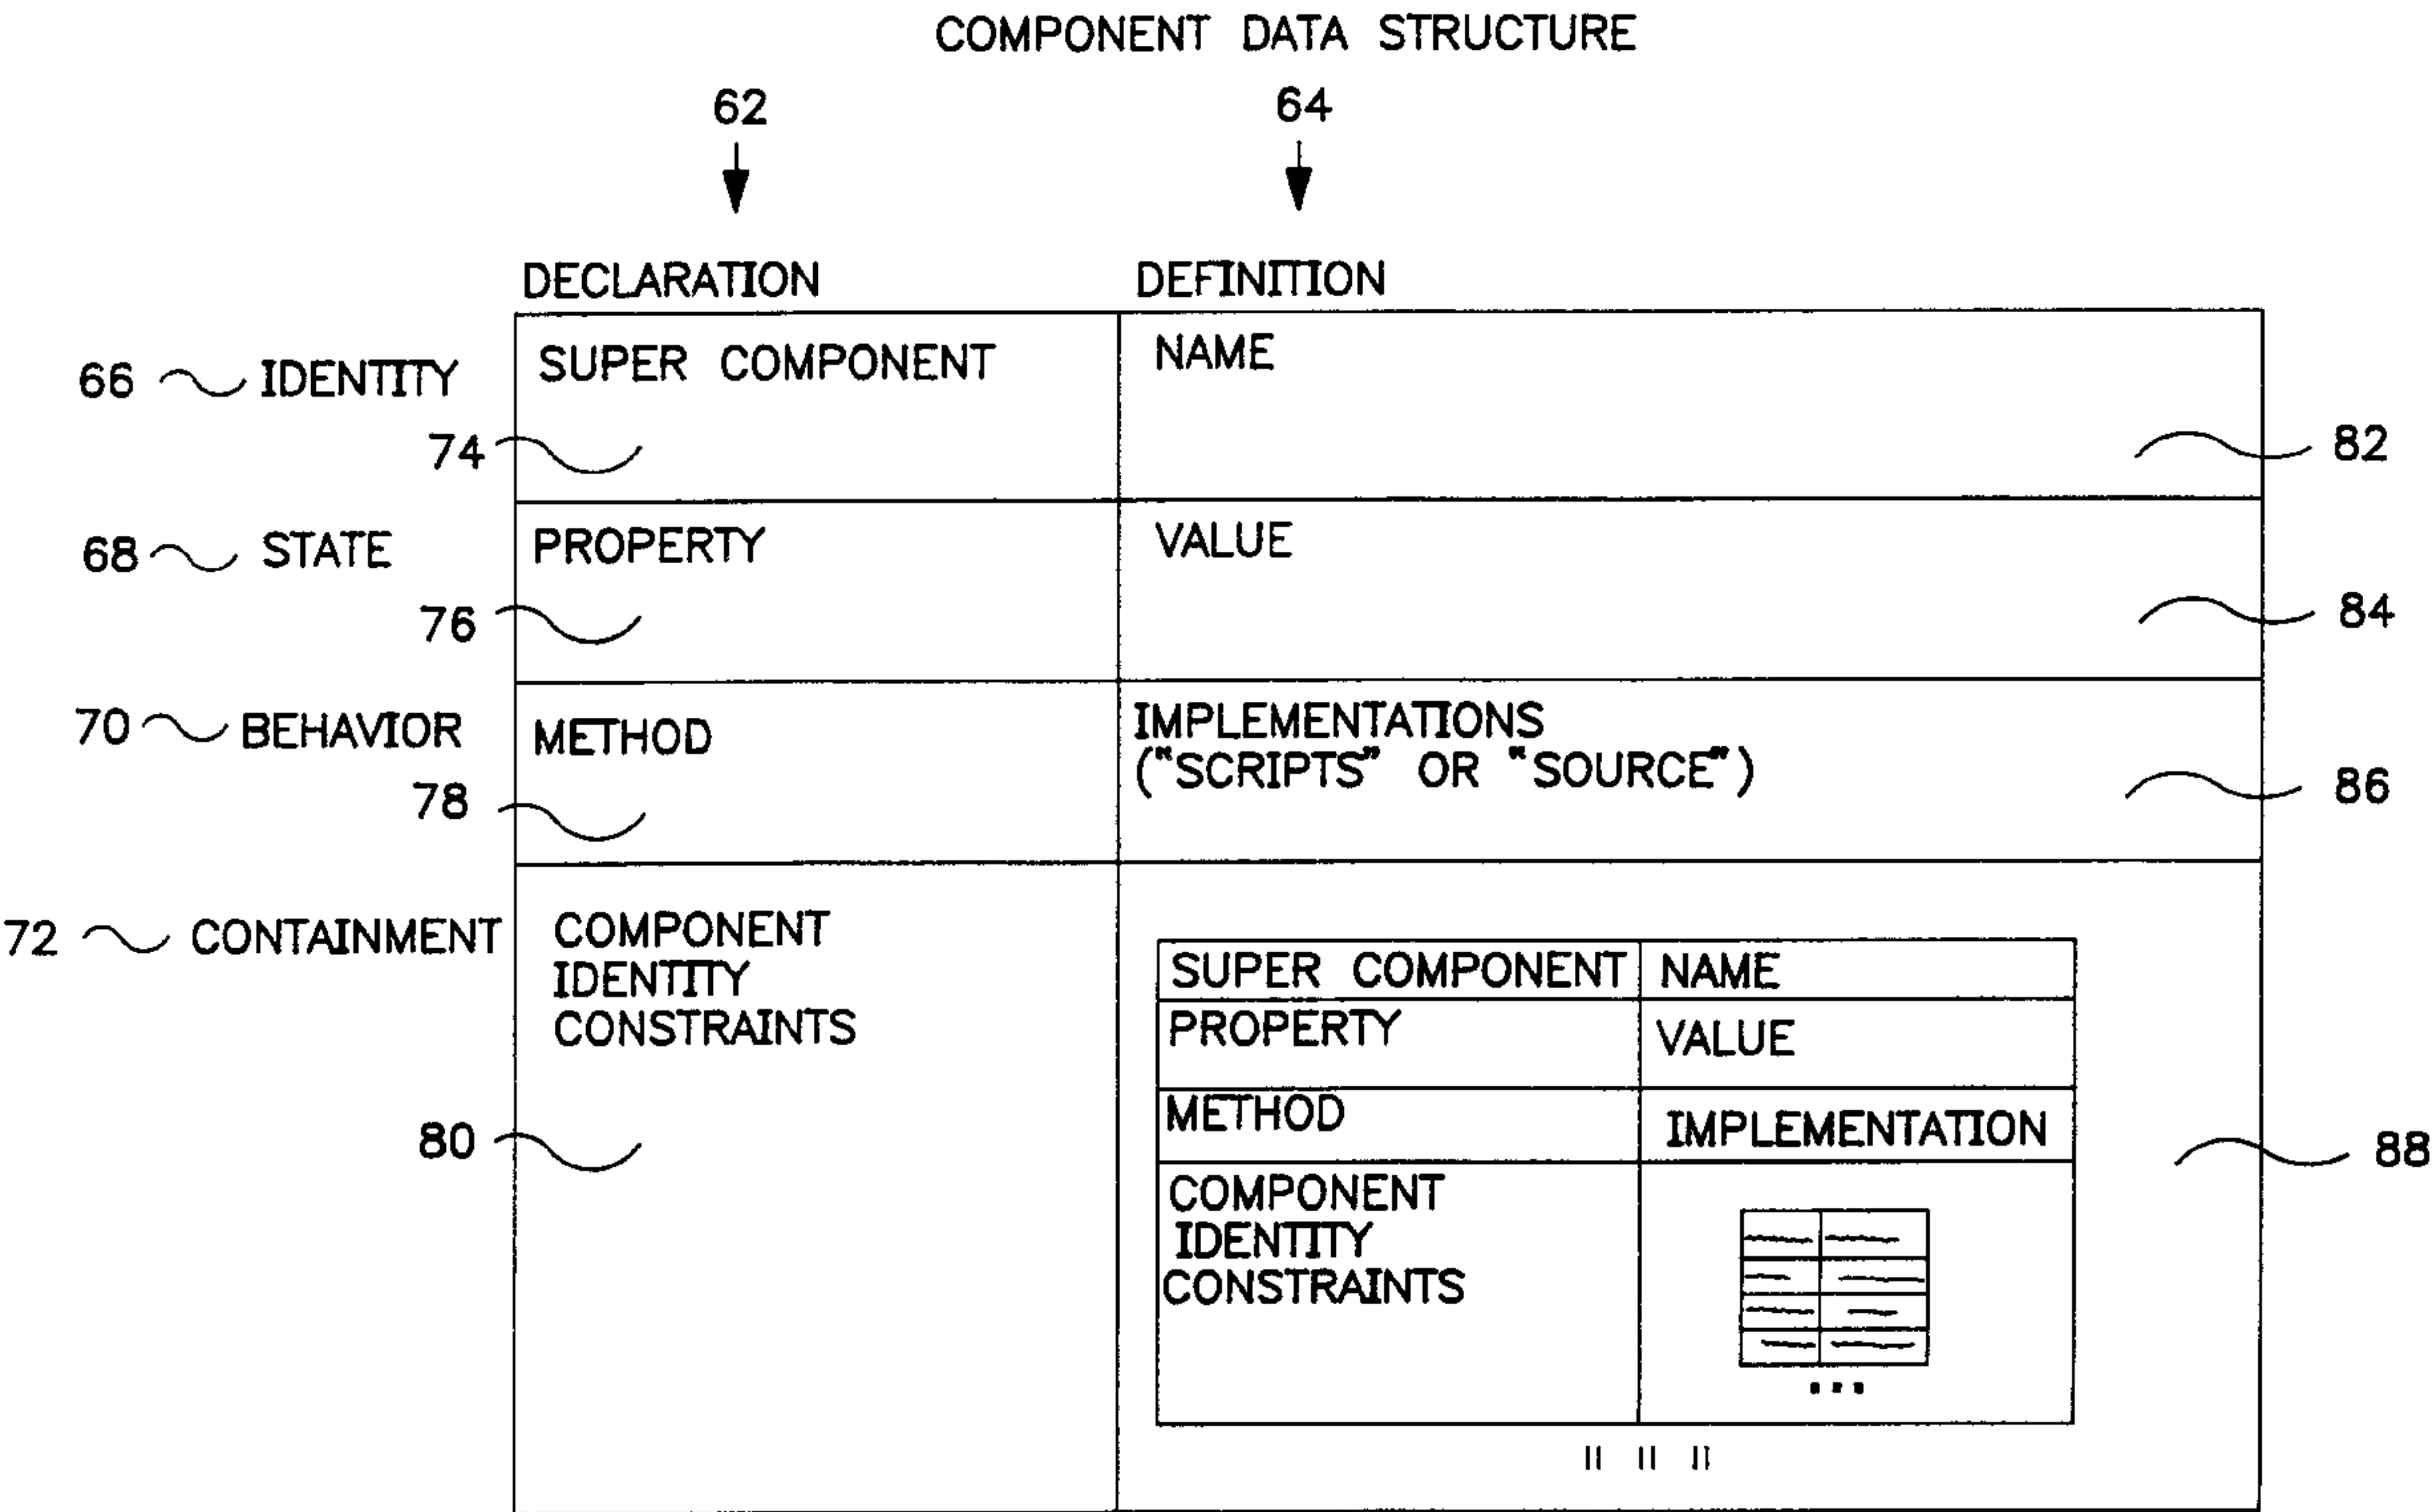 COMPONENT DATA STRUCTURE
62 64
DECLARATION DEFINITION
66 IDENTITY SUPER COMPONENT NAME
74 82
68 STATE PROPERTY VALUE
76 84
70 BEHAVIOR METHOD IMPLEMENTATIONS
("SCRIPTS" OR "SOURCE")
78 86
72 CONTAINMENT COMPONENT
IDENTITY
CONSTRAINTS
80 88
SUPER COMPONENT NAME
PROPERTY VALUE
METHOD IMPLEMENTATION
COMPONENT
IDENTITY
CONSTRAINTS